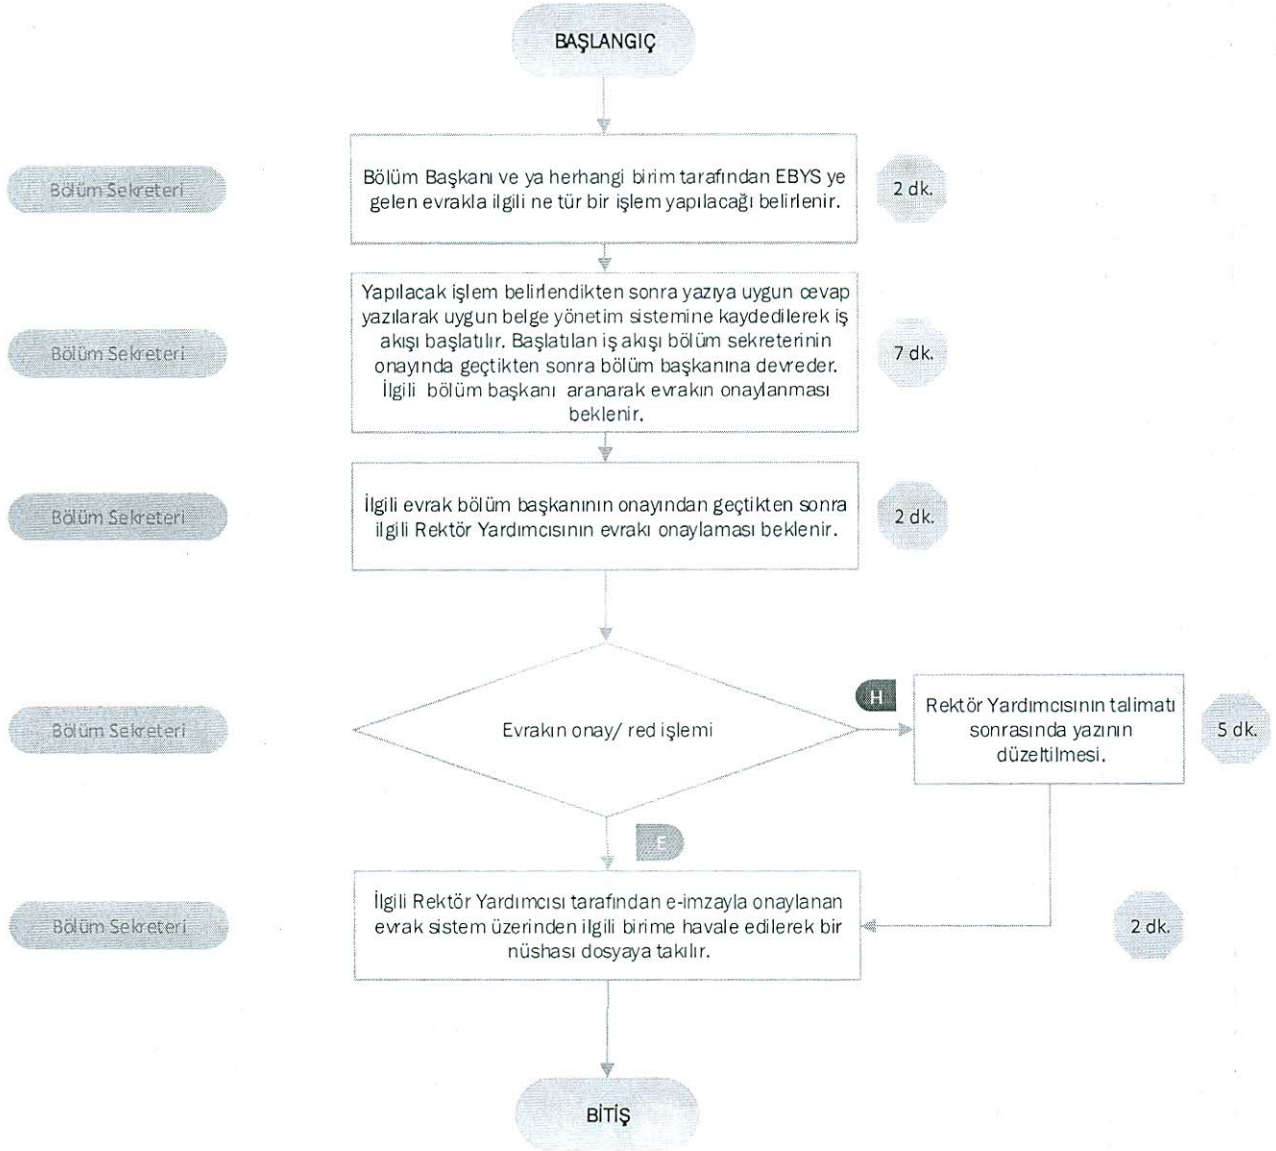 BAŞLANGIÇ
Bölüm Sekreteri
Bölüm Başkanı ve ya herhangi birim tarafından EBYS ye
gelen evrakla ilgili ne tür bir işlem yapılacağı belirlenir.
2 dk.
Bölüm Sekreteri
Yapılacak işlem belirlendikten sonra yazıya uygun cevap
yazılarak uygun belge yönetim sistemine kaydedilerek iş
akışı başlatılır. Başlatılan iş akışı bölüm sekreterinin
onayında geçtikten sonra bölüm başkanına devreder.
İlgili bölüm başkanı aranarak evrakın onaylanması
beklenir.
7 dk.
Bölüm Sekreteri
İlgili evrak bölüm başkanının onayından geçtikten sonra
ilgili Rektör Yardımcısının evrakı onaylaması beklenir.
2 dk.
Bölüm Sekreteri
Evrakın onay/ red işlemi
H
Rektör Yardımcısının talimatı
sonrasında yazının
düzeltilmesi.
5 dk.
E
Bölüm Sekreteri
İlgili Rektör Yardımcısı tarafından e-imzayla onaylanan
evrak sistem üzerinden ilgili birime havale edilerek bir
nüshası dosyaya takılır.
2 dk.
BİTİŞ